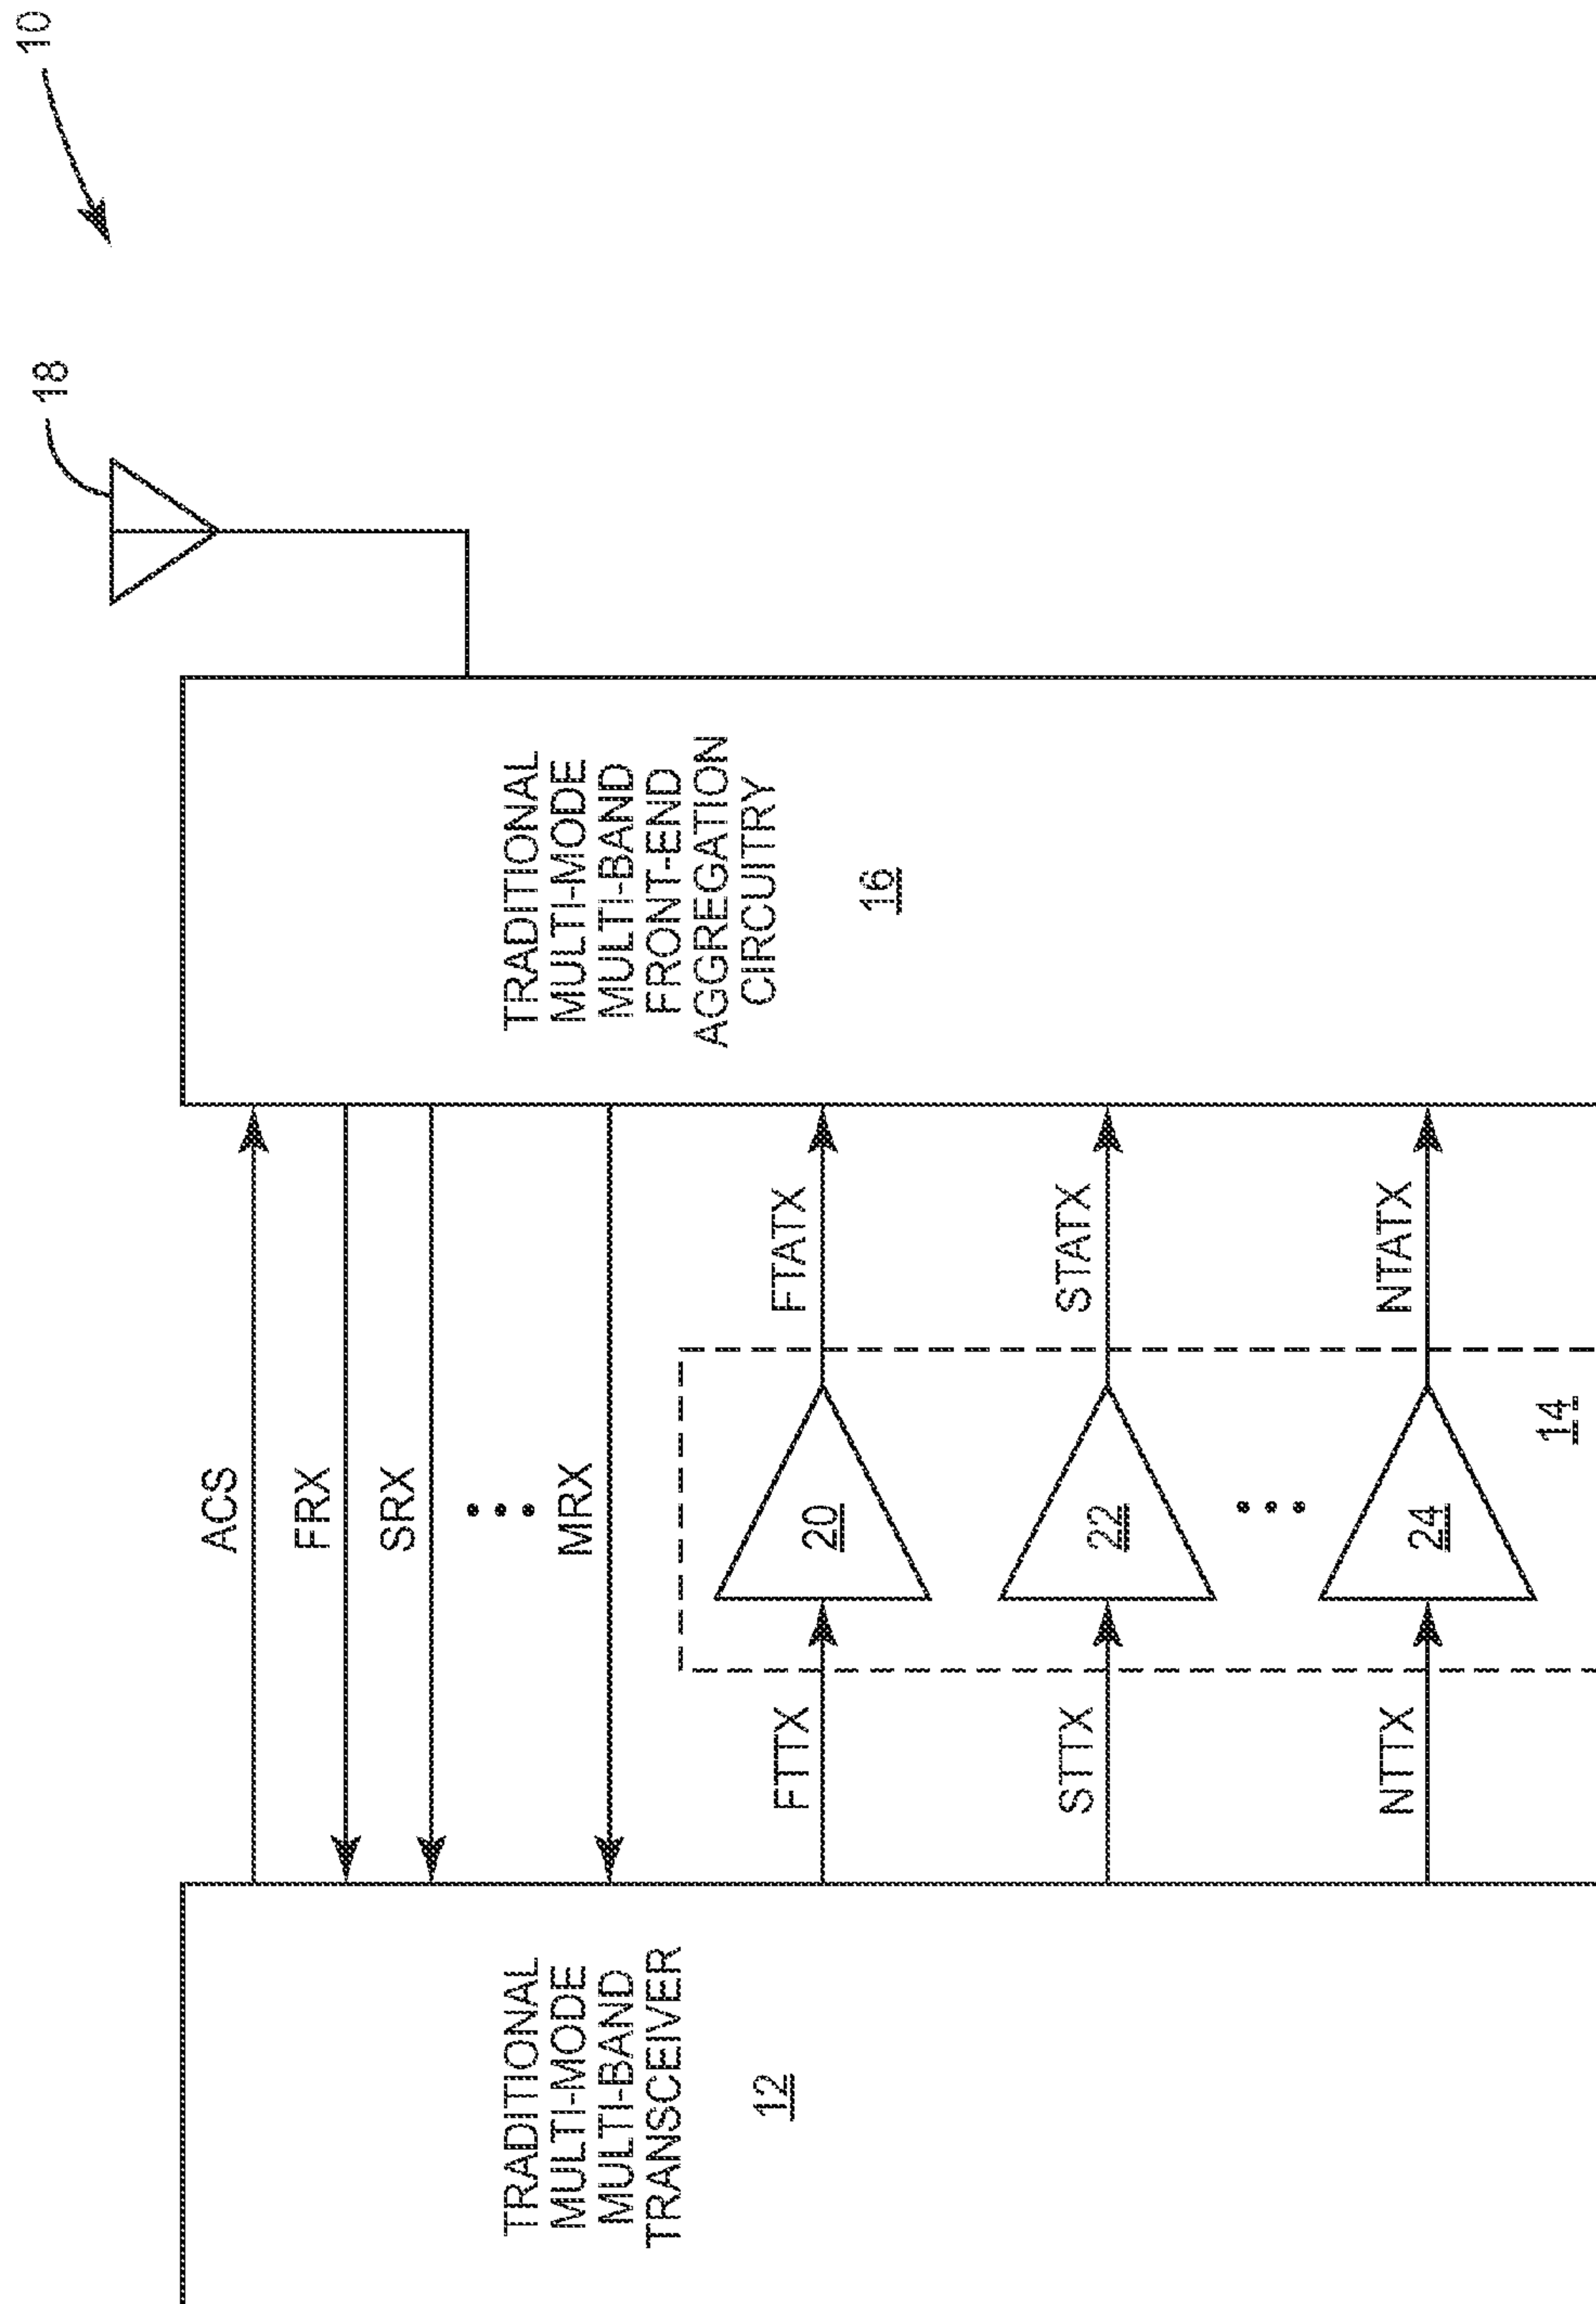 10
18
TRADITIONAL
MULTI-MODE
MULTI-BAND
TRANSCEIVER
12
ACS
FRX
SRX
MRX
TRADITIONAL
MULTI-MODE
MULTI-BAND
FRONT-END
AGGREGATION
CIRCUITRY
16
FTTX
20
FTATX
STTX
22
STATX
NTTX
24
NTATX
14